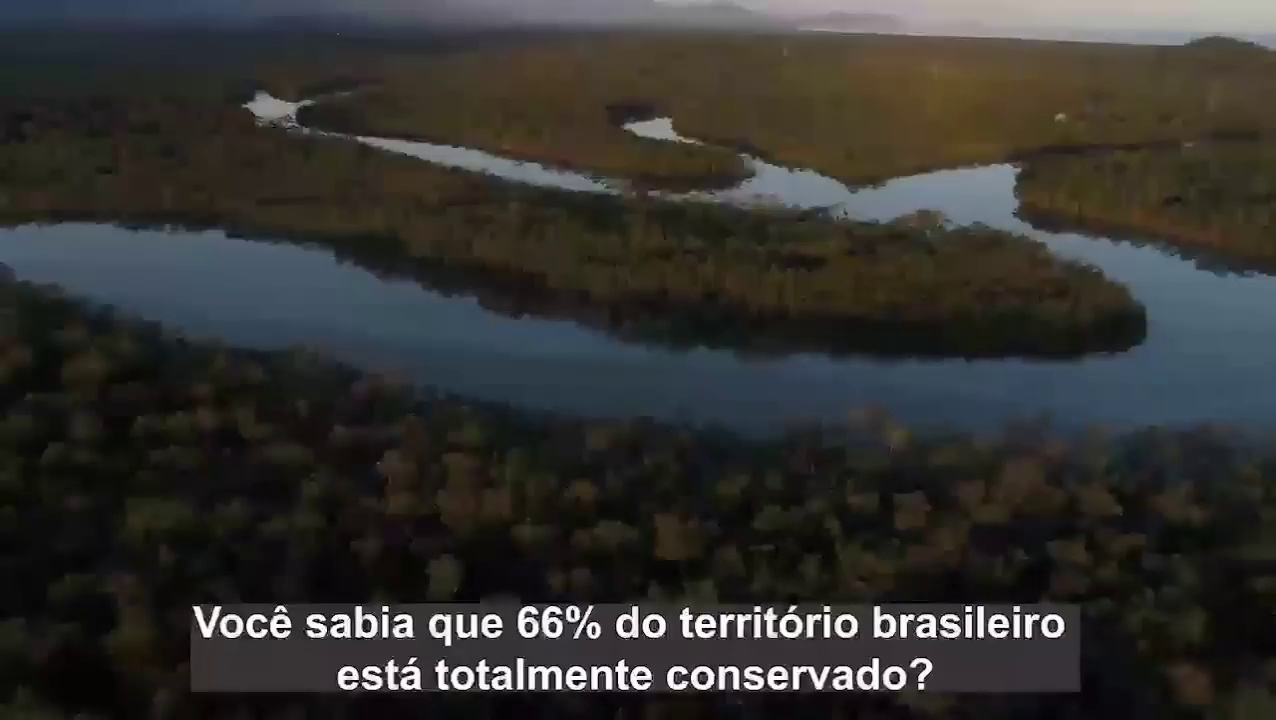 Você sabia que 66% do território brasileiro
está totalmente conservado?